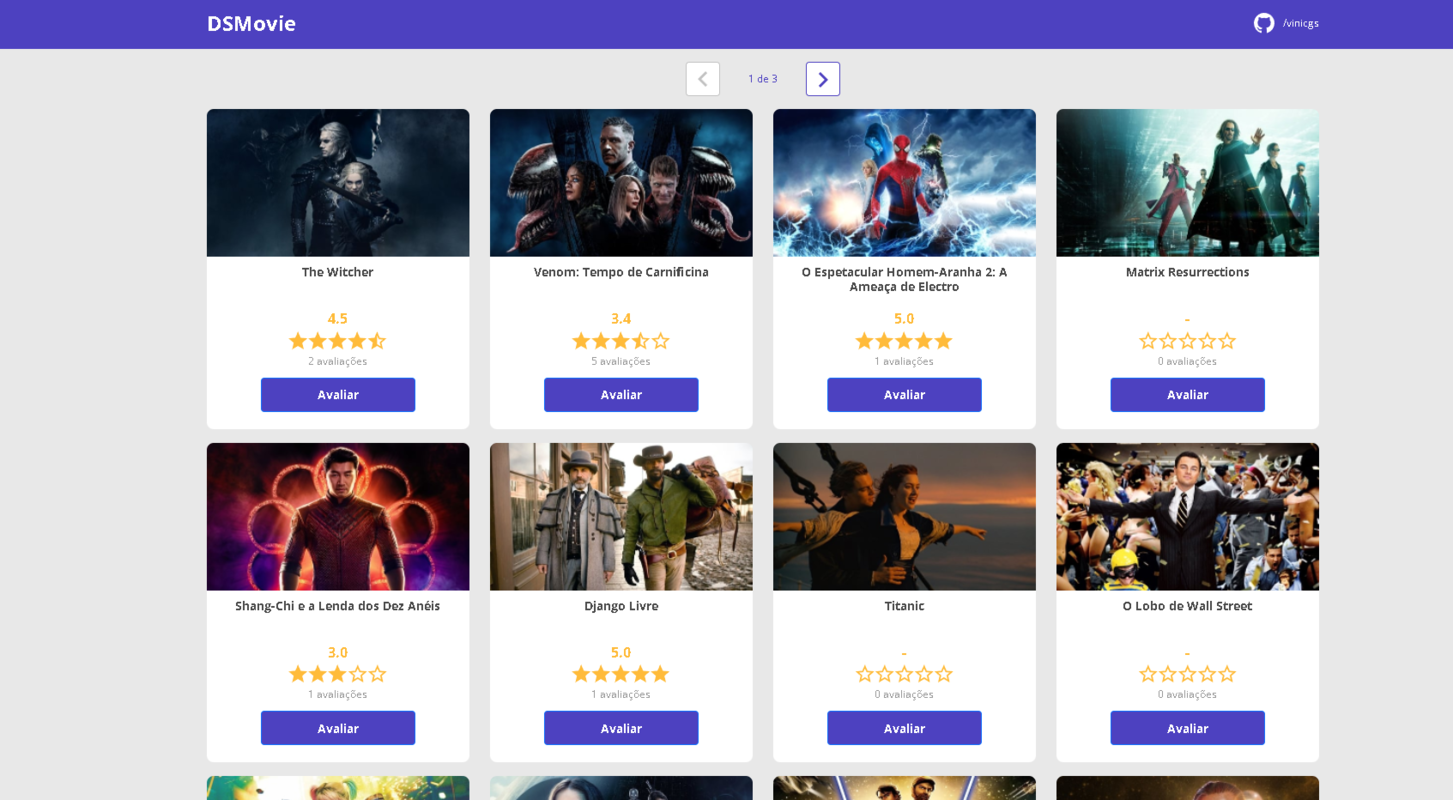 DSMovie
/vinicgs
1 de 3
The Witcher
4.5
2 avaliações
Avaliar
Venom: Tempo de Carnificina
3.4
5 avaliações
Avaliar
O Espetacular Homem-Aranha 2: A
Ameaça de Electro
5.0
1 avaliações
Avaliar
Matrix Resurrections
-
0 avaliações
Avaliar
Shang-Chi e a Lenda dos Dez Anéis
3.0
1 avaliações
Avaliar
Django Livre
5.0
1 avaliações
Avaliar
Titanic
-
0 avaliações
Avaliar
O Lobo de Wall Street
-
0 avaliações
Avaliar